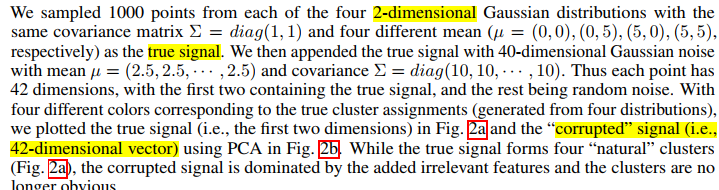 We sampled 1000 points from each of the four 2-dimensional Gaussian distributions with the
same covariance matrix Σ = diag(1, 1) and four different mean (μ = (0, 0), (0, 5), (5, 0), (5, 5),
respectively) as the true signal. We then appended the true signal with 40-dimensional Gaussian noise
with mean μ = (2.5, 2.5, · · · , 2.5) and covariance Σ = diag(10, 10, · · · , 10). Thus each point has
42 dimensions, with the first two containing the true signal, and the rest being random noise. With
four different colors corresponding to the true cluster assignments (generated from four distributions),
we plotted the true signal (i.e., the first two dimensions) in Fig. 2a and the “corrupted” signal (i.e.,
42-dimensional vector) using PCA in Fig. 2b. While the true signal forms four “natural” clusters
(Fig. 2a), the corrupted signal is dominated by the added irrelevant features and the clusters are no
longer obvious